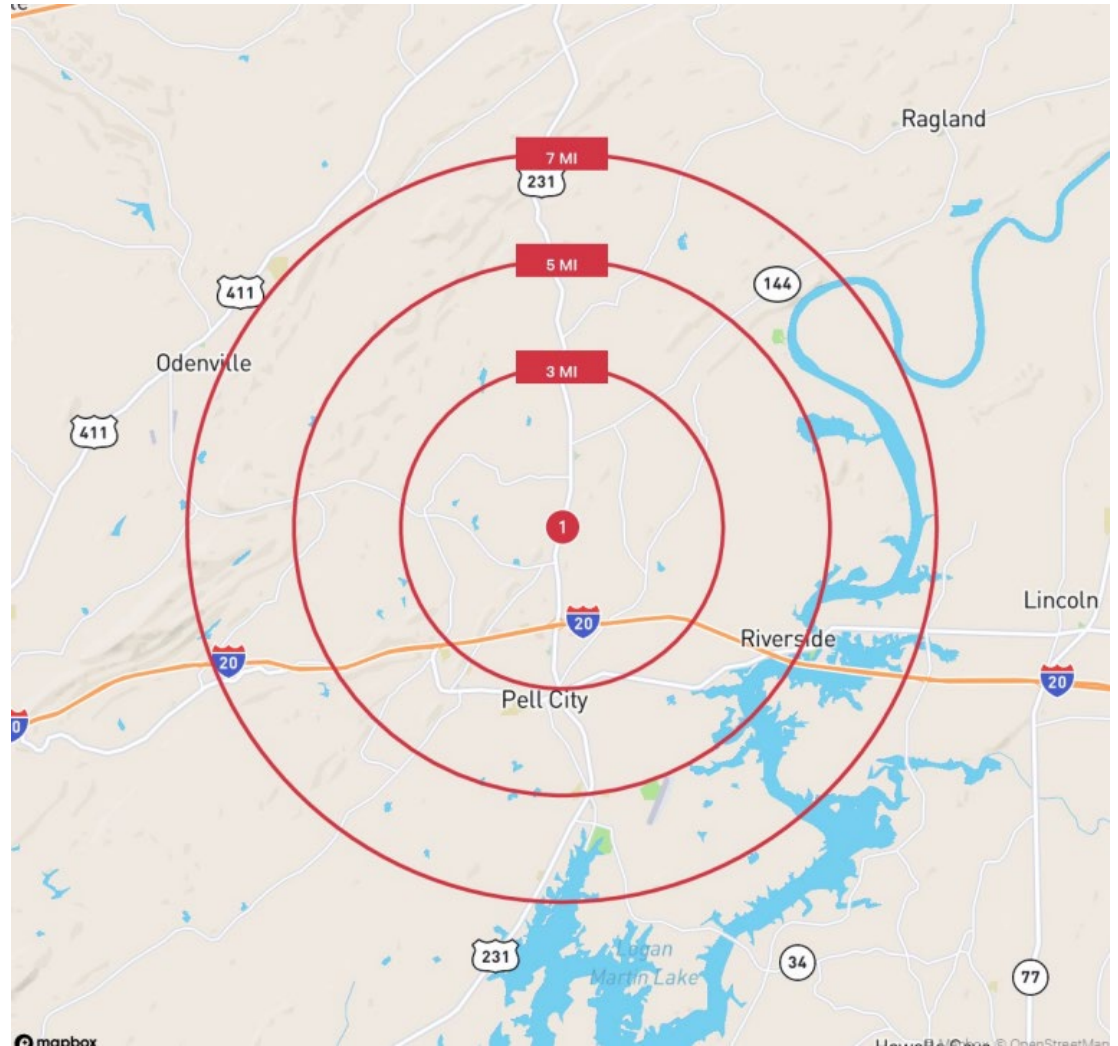 Ragland
7 MI
231
5 MI
144
411
Odenville
3 MI
411
1
Lincoln
20
Riverside
20
20
Pell City
231
Logan
Martin Lake
34
77
mapbox
© OpenStreetMap